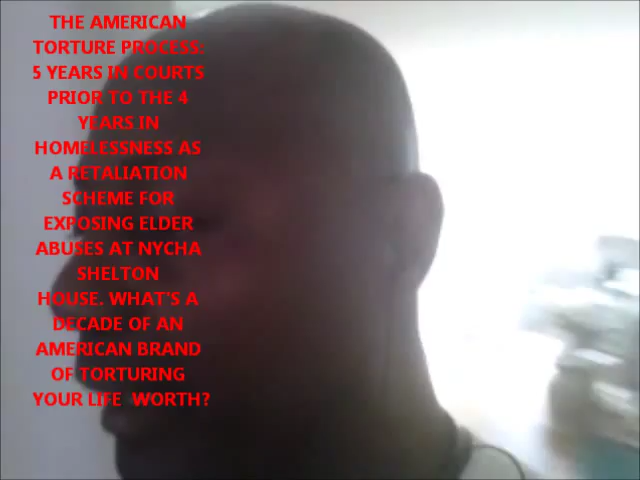 THE AMERICAN
TORTURE PROCESS:
5 YEARS IN COURTS
PRIOR TO THE 4
YEARS IN
HOMELESSNESS AS
A RETALIATION
SCHEME FOR
EXPOSING ELDER
ABUSES AT NYCHA
SHELTON
HOUSE. WHAT'S A
DECADE OF AN
AMERICAN BRAND
OF TORTURING
YOUR LIFE WORTH?